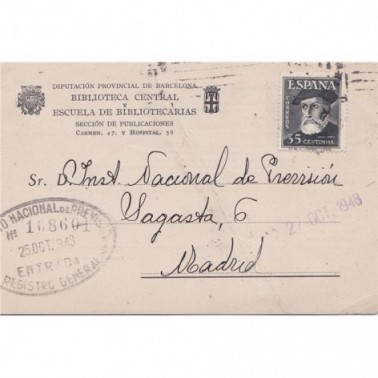 DIPUTACIÓN PROVINCIAL DE BARCELONA
BIBLIOTECA CENTRAL
Y
ESCUELA DE BIBLIOTECARIAS
SECCIÓN DE PUBLICACIONES
CARMEN, 47, Y HOSPITAL, 56
ESPAÑA
CORREOS
35 CENTIMOS
Sr. D. Inst. Nacional de Previsión
Sagasta, 6
27 OCT. 1948
Madrid
NACIONAL DE PREVIS
Nº 168601
25 OCT. 948
ENTRADA
REGISTRO GENERAL